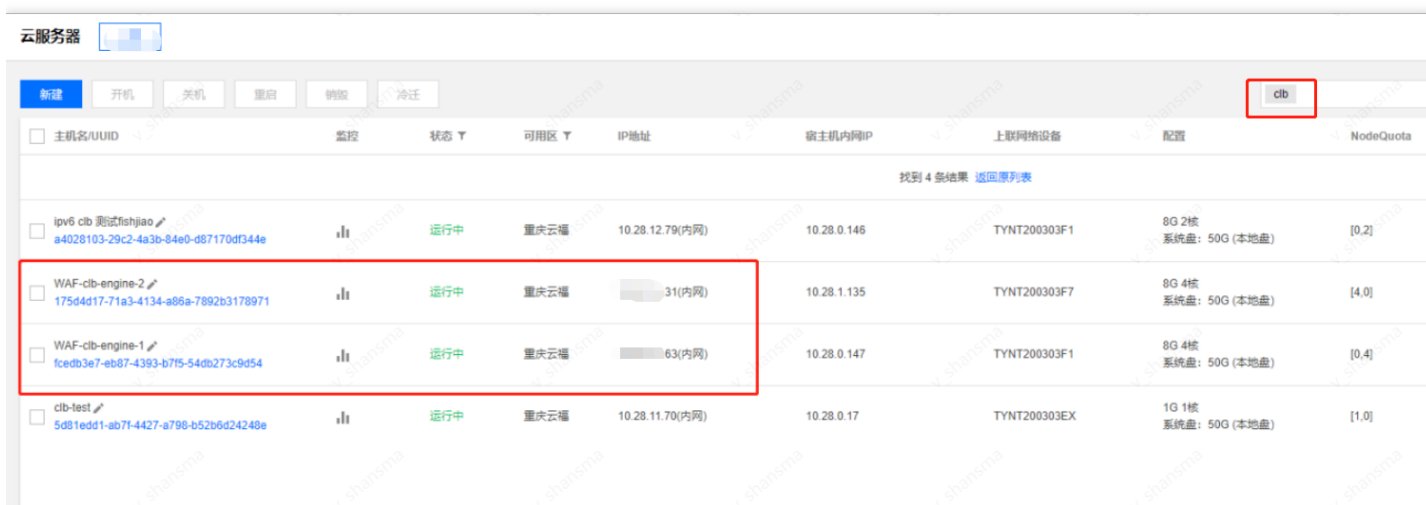 云服务器
新建 开机 关机 重启 销毁 冷迁 clb
主机名/UUID 监控 状态 可用区 IP地址 宿主机内网IP 上联网络设备 配置 NodeQuota
找到 4 条结果 返回原列表
ipv6 clb 测试fishjiao
a4028103-29c2-4a3b-84e0-d87170df344e 运行中 重庆云福 10.28.12.79(内网) 10.28.0.146 TYNT200303F1 8G 2核 [0,2]
系统盘：50G (本地盘)
WAF-clb-engine-2
175d4d17-71a3-4134-a86a-7892b3178971 运行中 重庆云福 31(内网) 10.28.1.135 TYNT200303F7 8G 4核 [4,0]
系统盘：50G (本地盘)
WAF-clb-engine-1
fcedb3e7-eb87-4393-b7f5-54db273c9d54 运行中 重庆云福 63(内网) 10.28.0.147 TYNT200303F1 8G 4核 [0,4]
系统盘：50G (本地盘)
clb-test
5d81edd1-ab7f-4427-a798-b52b6d24248e 运行中 重庆云福 10.28.11.70(内网) 10.28.0.17 TYNT200303EX 1G 1核 [1,0]
系统盘：50G (本地盘)
v_shansma